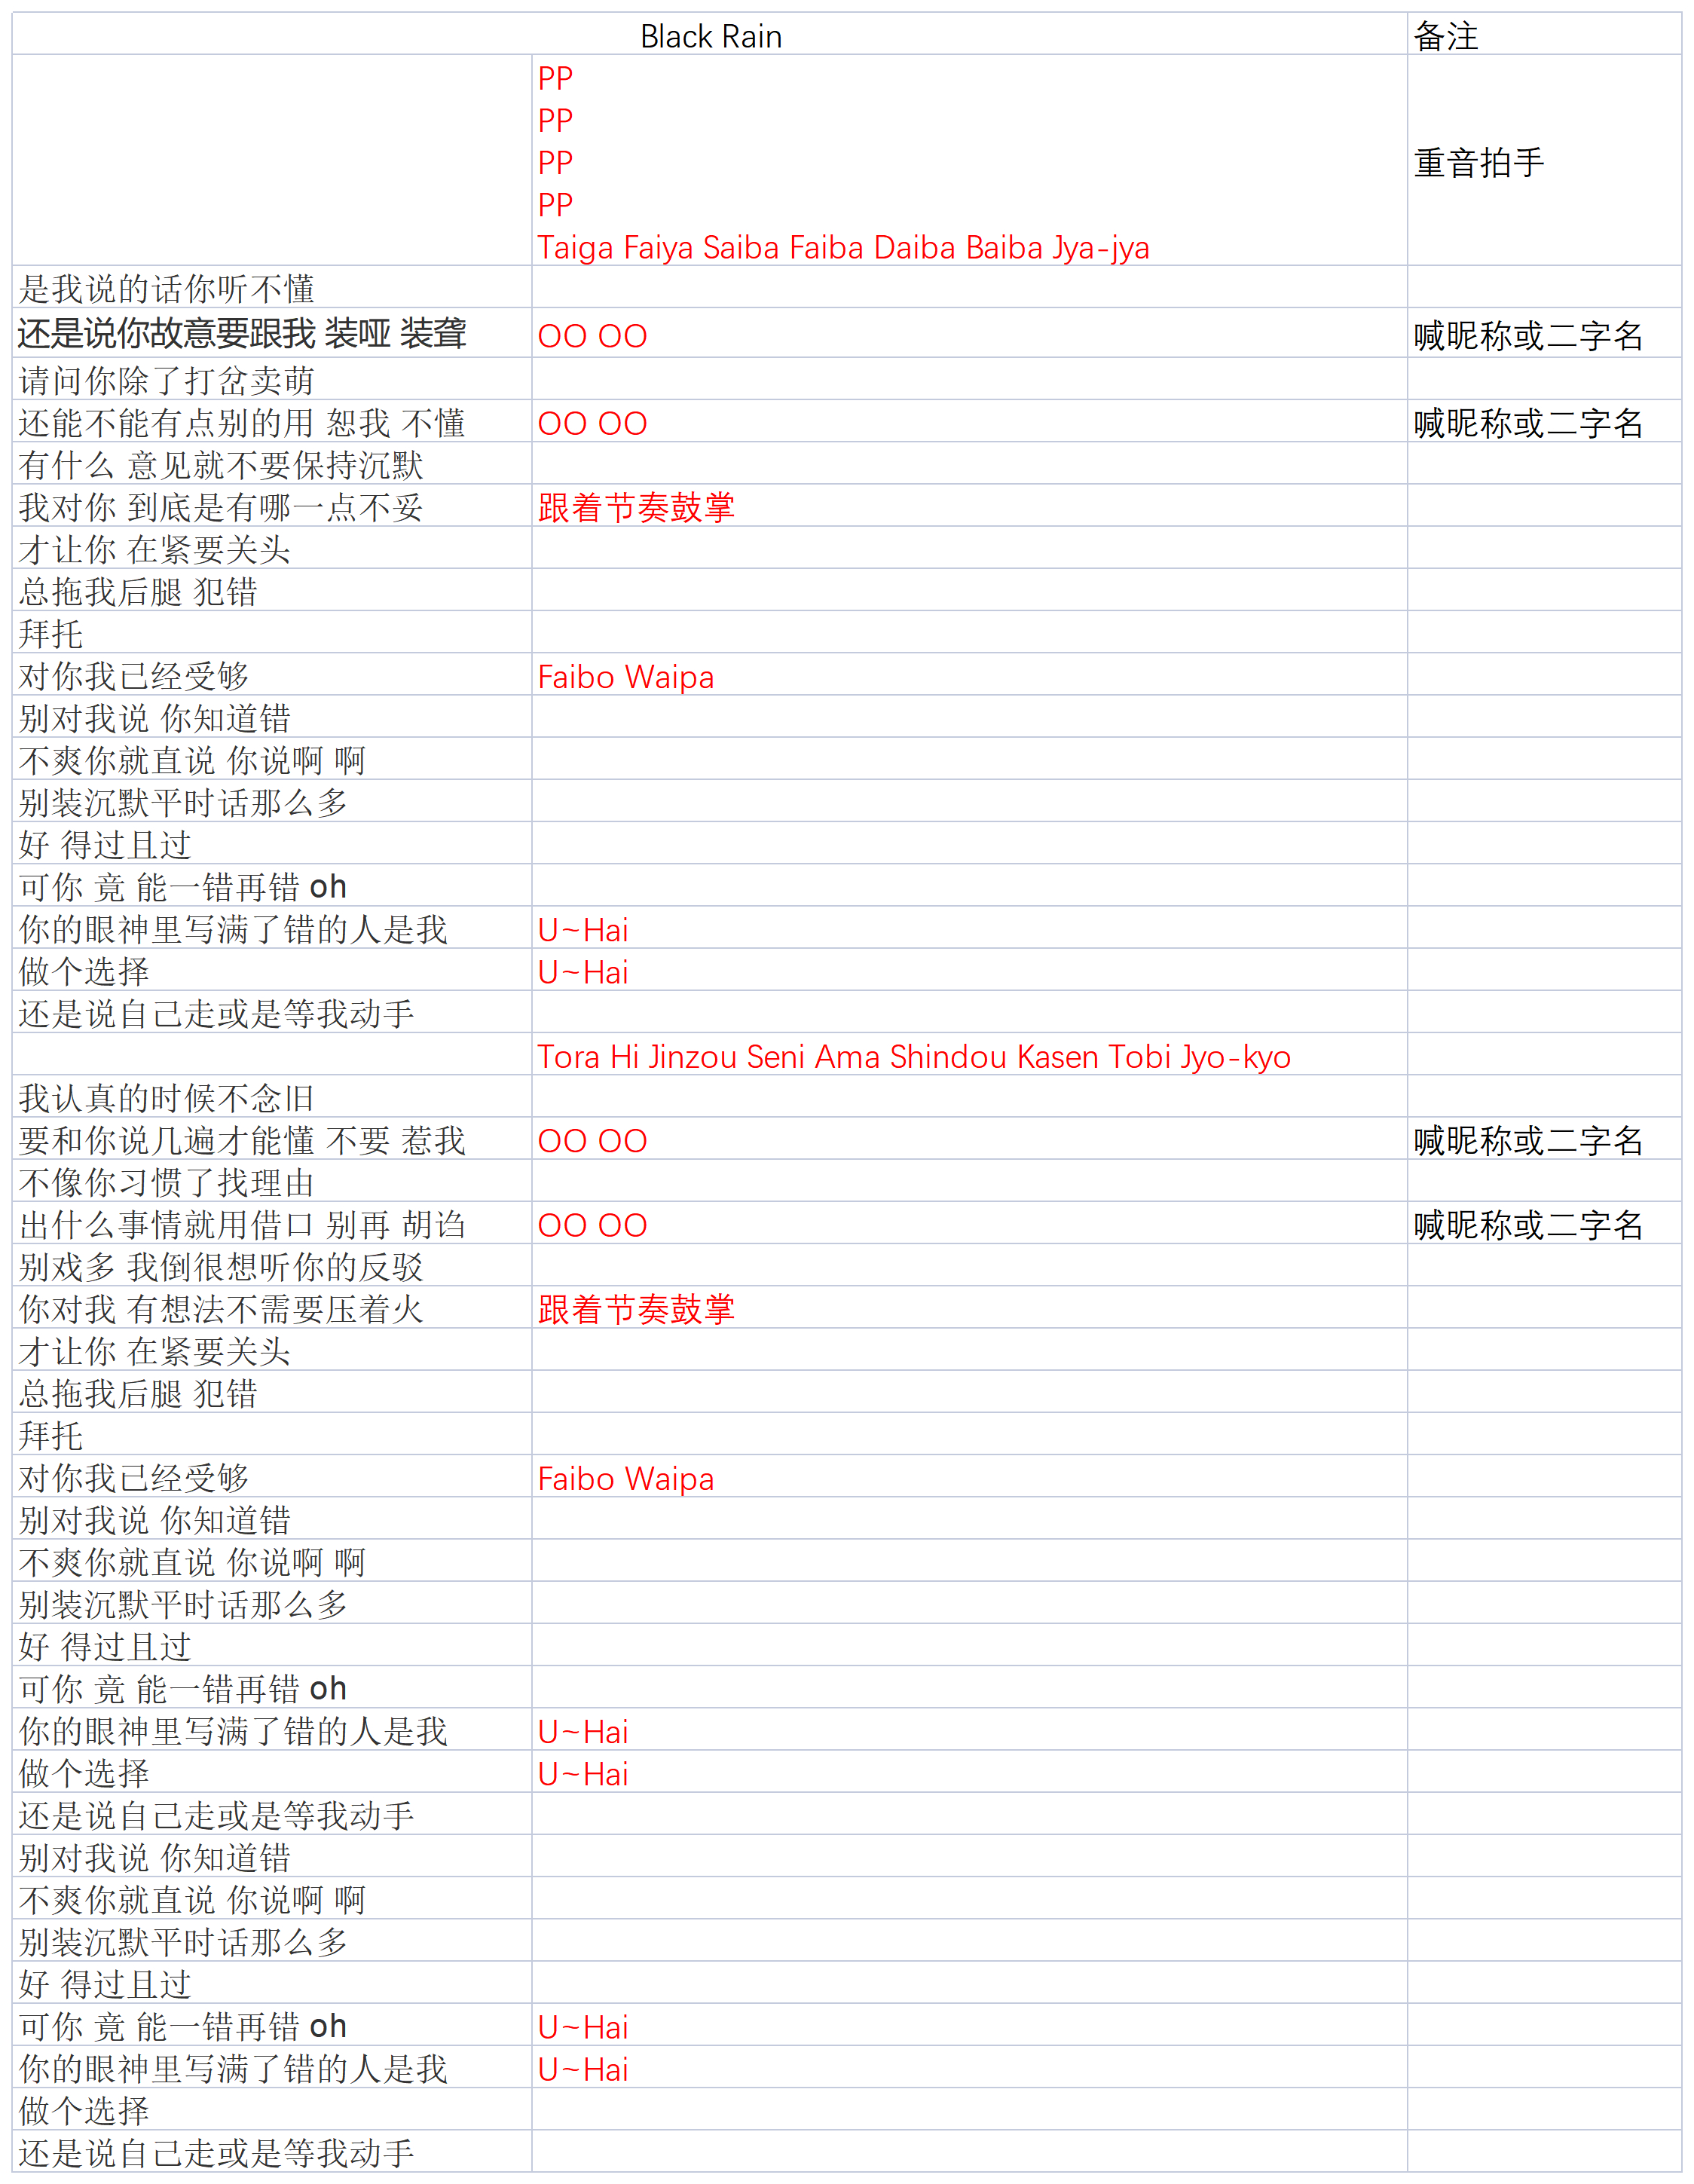 Black Rain 备注
PP
PP
PP 重音拍手
PP
Taiga Faiya Saiba Faiba Daiba Baiba Jya-jya
是我说的话你听不懂
还是说你故意要跟我 装哑 装聋 OO OO 喊昵称或二字名
请问你除了打岔卖萌
还能不能有点别的用 恕我 不懂 OO OO 喊昵称或二字名
有什么 意见就不要保持沉默
我对你 到底是有哪一点不妥 跟着节奏鼓掌
才让你 在紧要关头
总拖我后腿 犯错
拜托
对你我已经受够 Faibo Waipa
别对我说 你知道错
不爽你就直说 你说啊 啊
别装沉默平时话那么多
好 得过且过
可你 竟 能一错再错 oh
你的眼神里写满了错的人是我 U~Hai
做个选择 U~Hai
还是说自己走或是等我动手
Tora Hi Jinzou Seni Ama Shindou Kasen Tobi Jyo-kyo
我认真的时候不念旧
要和你说几遍才能懂 不要 惹我 OO OO 喊昵称或二字名
不像你习惯了找理由
出什么事情就用借口 别再 胡诌 OO OO 喊昵称或二字名
别戏多 我倒很想听你的反驳
你对我 有想法不需要压着火 跟着节奏鼓掌
才让你 在紧要关头
总拖我后腿 犯错
拜托
对你我已经受够 Faibo Waipa
别对我说 你知道错
不爽你就直说 你说啊 啊
别装沉默平时话那么多
好 得过且过
可你 竟 能一错再错 oh
你的眼神里写满了错的人是我 U~Hai
做个选择 U~Hai
还是说自己走或是等我动手
别对我说 你知道错
不爽你就直说 你说啊 啊
别装沉默平时话那么多
好 得过且过
可你 竟 能一错再错 oh U~Hai
你的眼神里写满了错的人是我 U~Hai
做个选择
还是说自己走或是等我动手